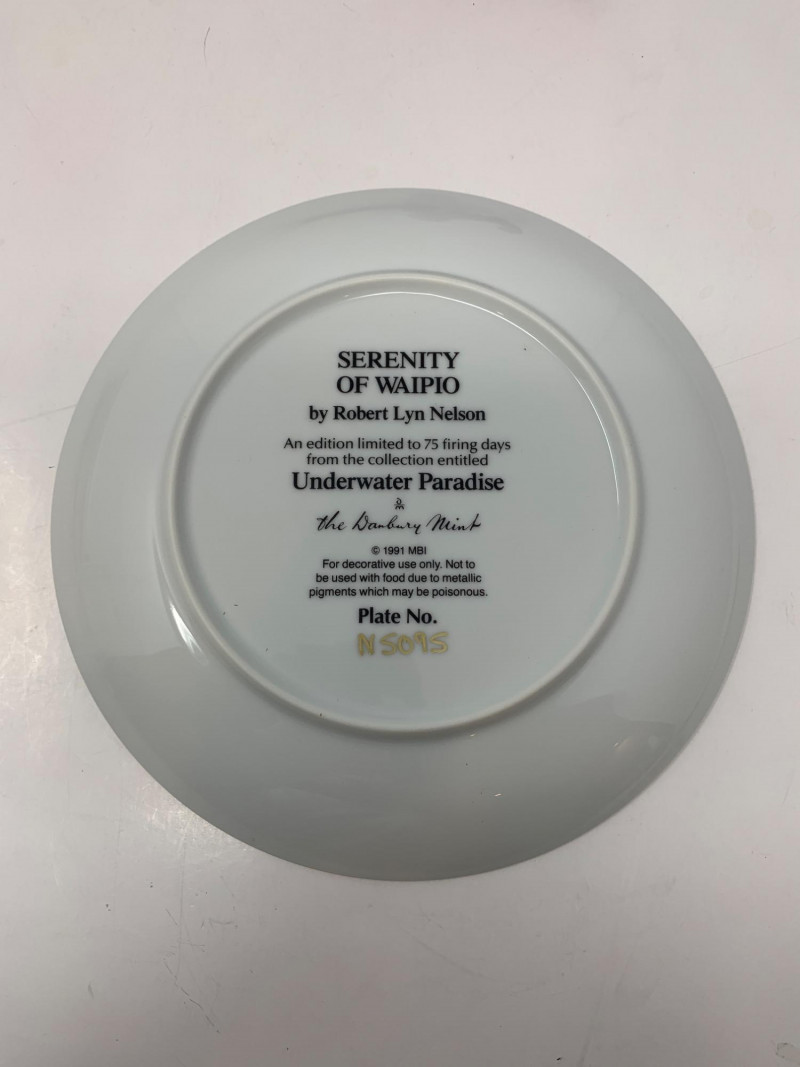 SERENITY
OF WAIPIO
by Robert Lyn Nelson
An edition limited to 75 firing days
from the collection entitled
Underwater Paradise
the Danbury Mint
© 1991 MBI
For decorative use only. Not to
be used with food due to metallic
pigments which may be poisonous.
Plate No.
N5095